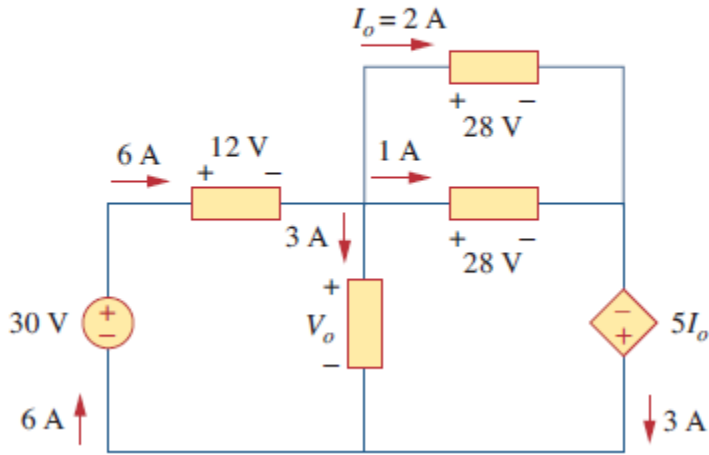 I_o = 2 A
+ −
28 V
6 A
12 V
+ −
1 A
3 A
+ −
28 V
30 V
+
−
+
V_o
−
−
+
5I_o
6 A
3 A